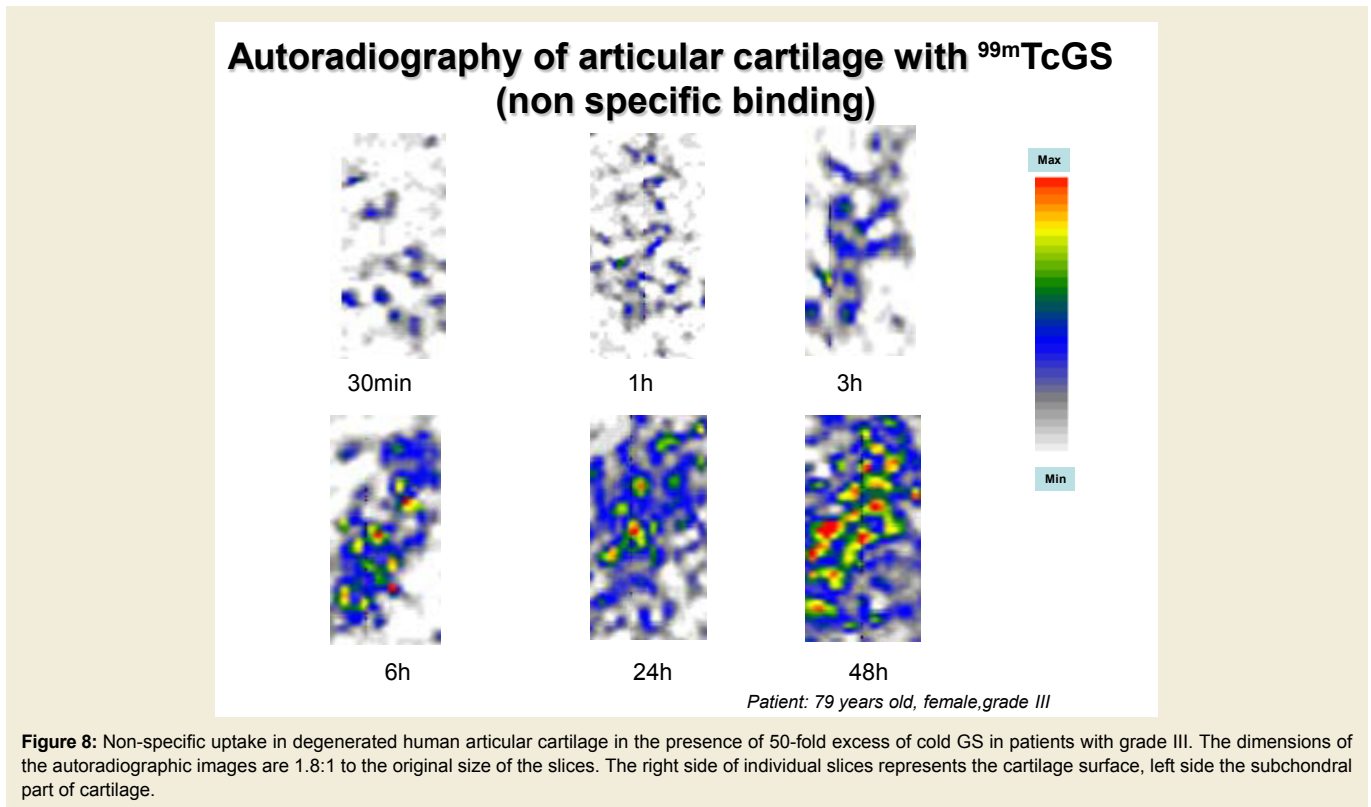 Autoradiography of articular cartilage with ⁹⁹ᵐTcGS
(non specific binding)
Max
30min 1h 3h
Min
6h 24h 48h
Patient: 79 years old, female,grade III
Figure 8: Non-specific uptake in degenerated human articular cartilage in the presence of 50-fold excess of cold GS in patients with grade III. The dimensions of
the autoradiographic images are 1.8:1 to the original size of the slices. The right side of individual slices represents the cartilage surface, left side the subchondral
part of cartilage.